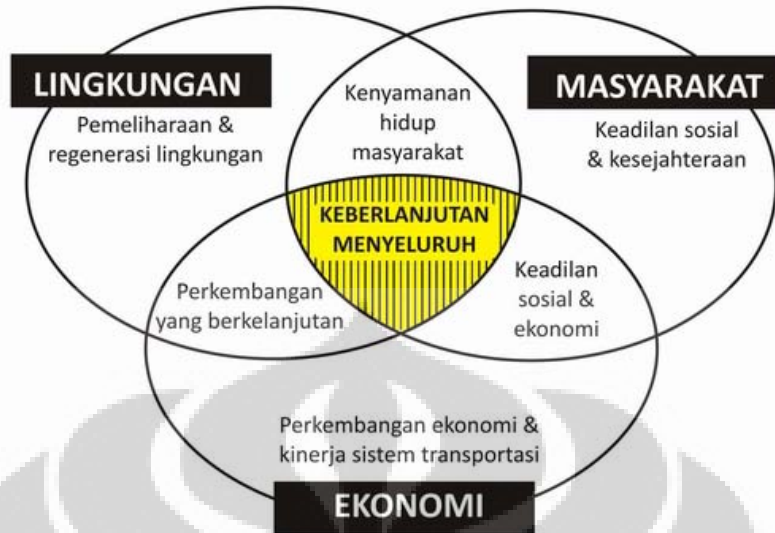 LINGKUNGAN
Pemeliharaan &
regenerasi lingkungan
Kenyamanan
hidup
masyarakat
MASYARAKAT
Keadilan sosial
& kesejahteraan
KEBERLANJUTAN
MENYELURUH
Perkembangan
yang berkelanjutan
Keadilan
sosial &
ekonomi
Perkembangan ekonomi &
kinerja sistem transportasi
EKONOMI